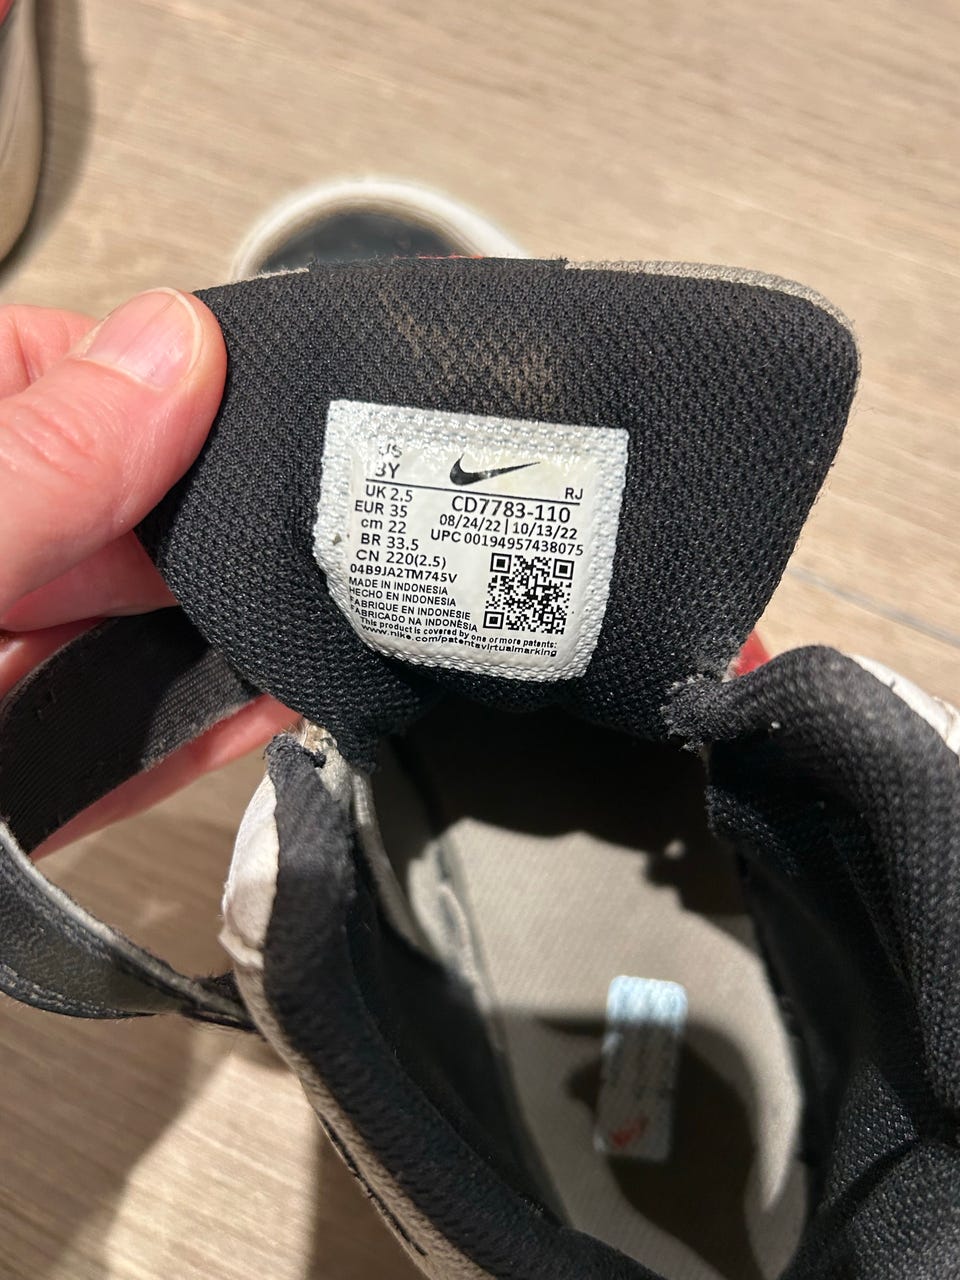 US
3Y
UK 2.5
EUR 35
cm 22
BR 33.5
CN 220(2.5)
04B9JA2TM745V
RJ
CD7783-110
08/24/22 | 10/13/22
UPC 00194957438075
MADE IN INDONESIA
HECHO EN INDONESIA
FABRIQUE EN INDONESIE
FABRICADO NA INDONÉSIA
This product is covered by one or more patents:
www.nike.com/patentsvirtualmarking